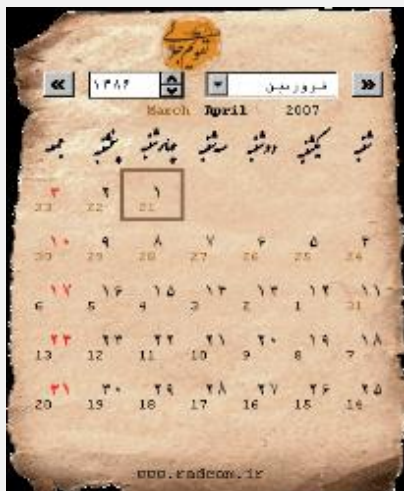 تقویم
» فروردین ۱۳۸۶ «
March April 2007
شنبه یکشنبه دوشنبه سه‌شنبه چهارشنبه پنجشنبه جمعه
۱ ۲ ۳
21 22 23
۴ ۵ ۶ ۷ ۸ ۹ ۱۰
24 25 26 27 28 29 30
۱۱ ۱۲ ۱۳ ۱۴ ۱۵ ۱۶ ۱۷
31 1 2 3 4 5 6
۱۸ ۱۹ ۲۰ ۲۱ ۲۲ ۲۳ ۲۴
7 8 9 10 11 12 13
۲۵ ۲۶ ۲۷ ۲۸ ۲۹ ۳۰ ۳۱
14 15 16 17 18 19 20
www.radcom.ir